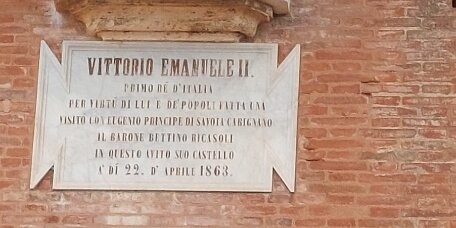 VITTORIO EMANUELE II.
PRIMO RÉ D'ITALIA
PER VIRTÙ DI LUI E DE' POPOLI FATTA UNA
VISITÒ CON EUGENIO PRINCIPE DI SAVOIA CARIGNANO
IL BARONE BETTINO RICASOLI
IN QUESTO AVITO SUO CASTELLO
A' DÌ 22. D' APRILE 1863.